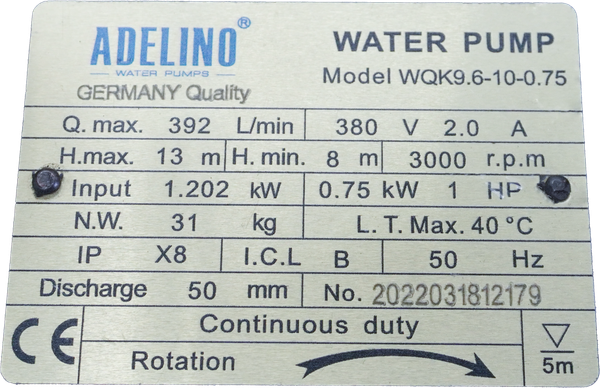 ADELINO®
WATER PUMPS
GERMANY Quality
WATER PUMP
Model WQK9.6-10-0.75
Q. max. 392 L/min 380 V 2.0 A
H.max. 13 m H. min. 8 m 3000 r.p.m
Input 1.202 kW 0.75 kW 1 HP
N.W. 31 kg L. T. Max. 40 °C
IP X8 I.C.L B 50 Hz
Discharge 50 mm No. 2022031812179
CE Continuous duty
Rotation 5m